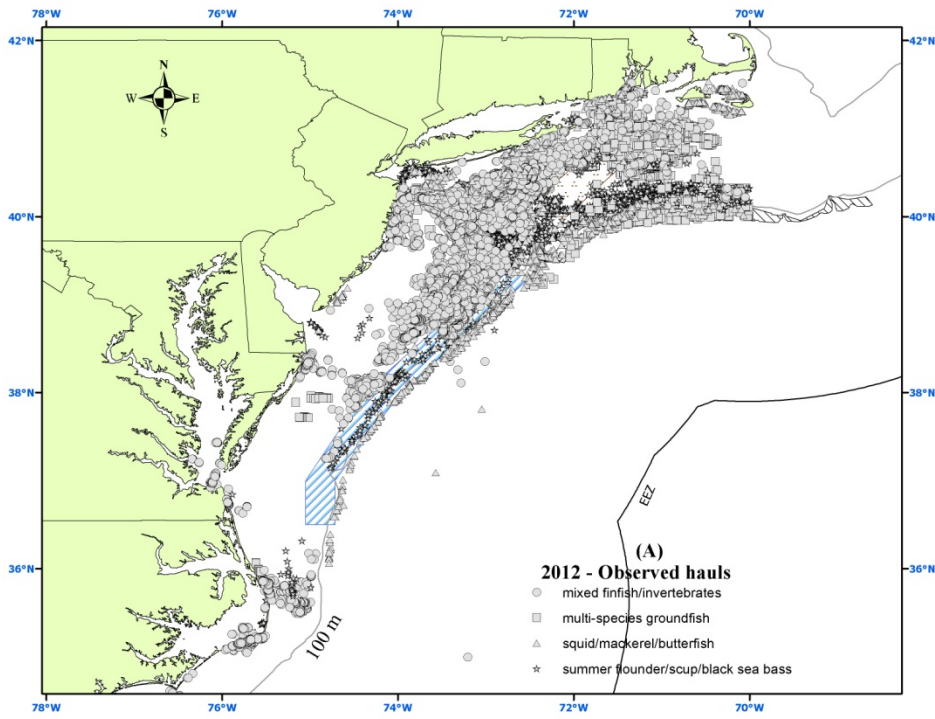 78°W 76°W 74°W 72°W 70°W
42°N 42°N
N
W E
S
40°N 40°N
38°N 38°N
EEZ
(A)
36°N 36°N
2012 - Observed hauls
mixed finfish/invertebrates
multi-species groundfish
100 m
squid/mackerel/butterfish
summer flounder/scup/black sea bass
78°W 76°W 74°W 72°W 70°W